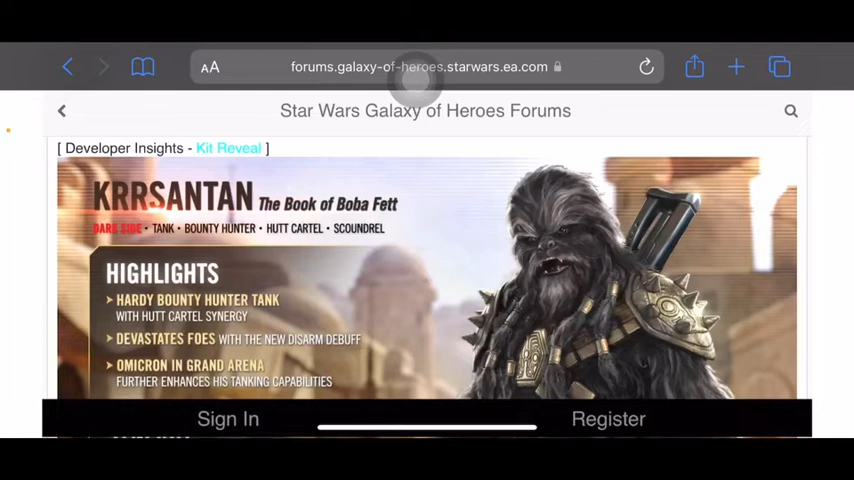 AA forums.galaxy-of-heroes.starwars.ea.com
Star Wars Galaxy of Heroes Forums
[ Developer Insights - Kit Reveal ]
KRRSANTAN The Book of Boba Fett
DARK SIDE • TANK • BOUNTY HUNTER • HUTT CARTEL • SCOUNDREL
HIGHLIGHTS
> HARDY BOUNTY HUNTER TANK
WITH HUTT CARTEL SYNERGY
> DEVASTATES FOES WITH THE NEW DISARM DEBUFF
> OMICRON IN GRAND ARENA
FURTHER ENHANCES HIS TANKING CAPABILITIES
Sign In Register